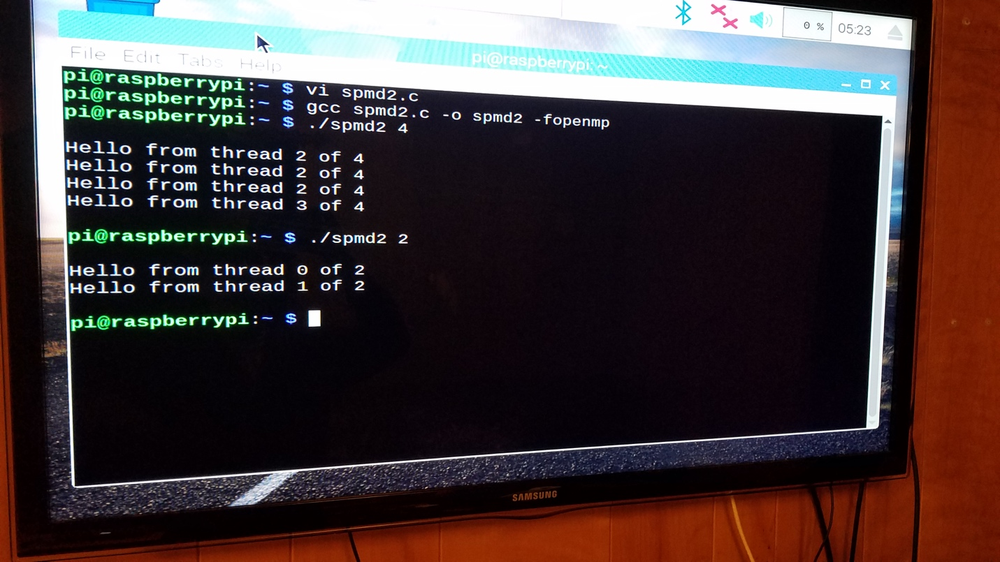 0 % 05:23
pi@raspberrypi: ~
File Edit Tabs Help
pi@raspberrypi:~ $ vi spmd2.c
pi@raspberrypi:~ $ gcc spmd2.c -o spmd2 -fopenmp
pi@raspberrypi:~ $ ./spmd2 4
Hello from thread 2 of 4
Hello from thread 2 of 4
Hello from thread 2 of 4
Hello from thread 3 of 4
pi@raspberrypi:~ $ ./spmd2 2
Hello from thread 0 of 2
Hello from thread 1 of 2
pi@raspberrypi:~ $
SAMSUNG